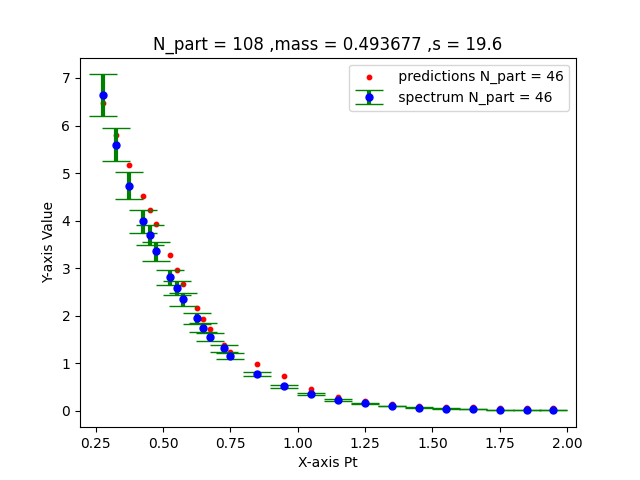 N_part = 108 ,mass = 0.493677 ,s = 19.6
predictions N_part = 46
spectrum N_part = 46
Y-axis Value
7
6
5
4
3
2
1
0
0.25 0.50 0.75 1.00 1.25 1.50 1.75 2.00
X-axis Pt